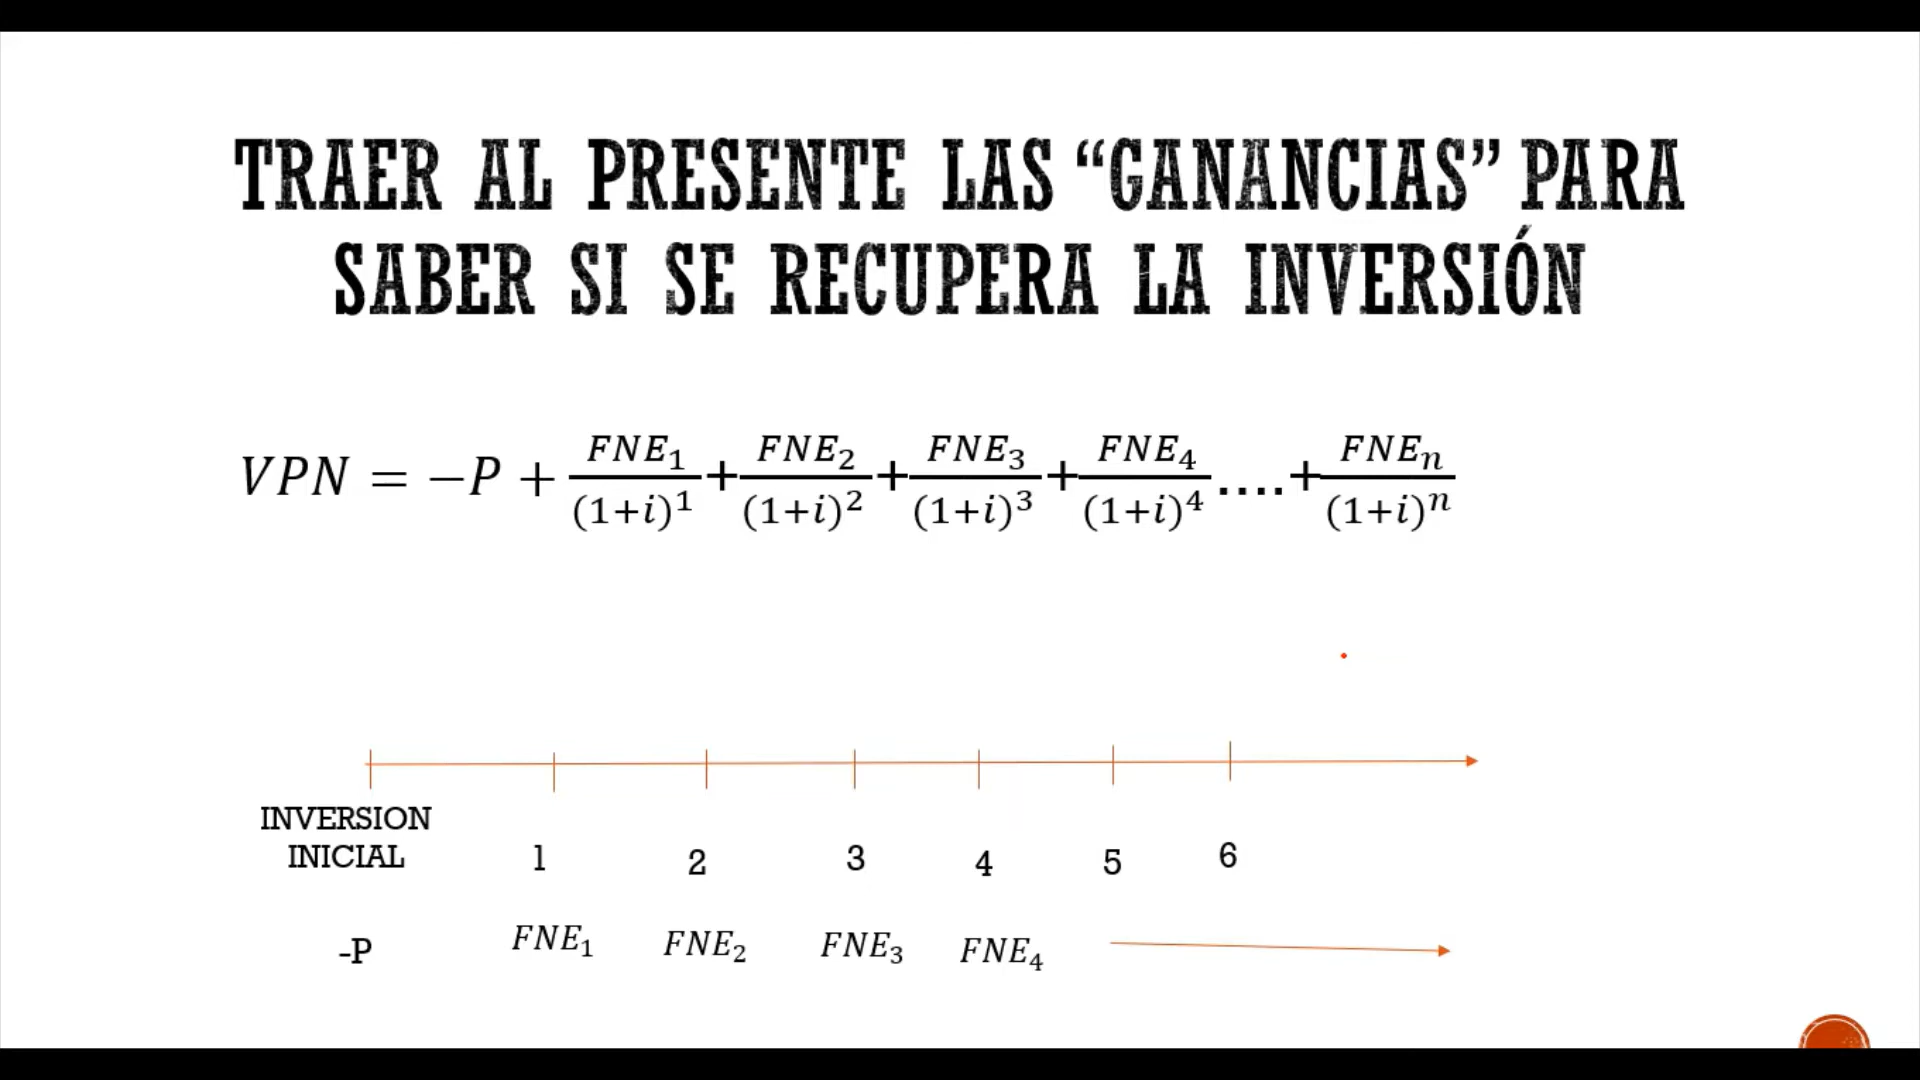 TRAER AL PRESENTE LAS “GANANCIAS” PARA
SABER SI SE RECUPERA LA INVERSIÓN
VPN = −P + FNE₁/(1+i)¹ + FNE₂/(1+i)² + FNE₃/(1+i)³ + FNE₄/(1+i)⁴ .... + FNEₙ/(1+i)ⁿ
INVERSION
INICIAL
1 2 3 4 5 6
-P FNE₁ FNE₂ FNE₃ FNE₄